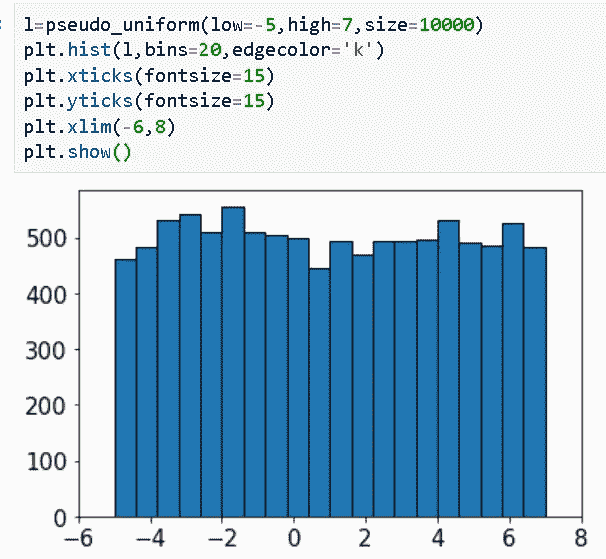 l=pseudo_uniform(low=-5,high=7,size=10000)
plt.hist(l,bins=20,edgecolor='k')
plt.xticks(fontsize=15)
plt.yticks(fontsize=15)
plt.xlim(-6,8)
plt.show()
500
400
300
200
100
0
−6 −4 −2 0 2 4 6 8